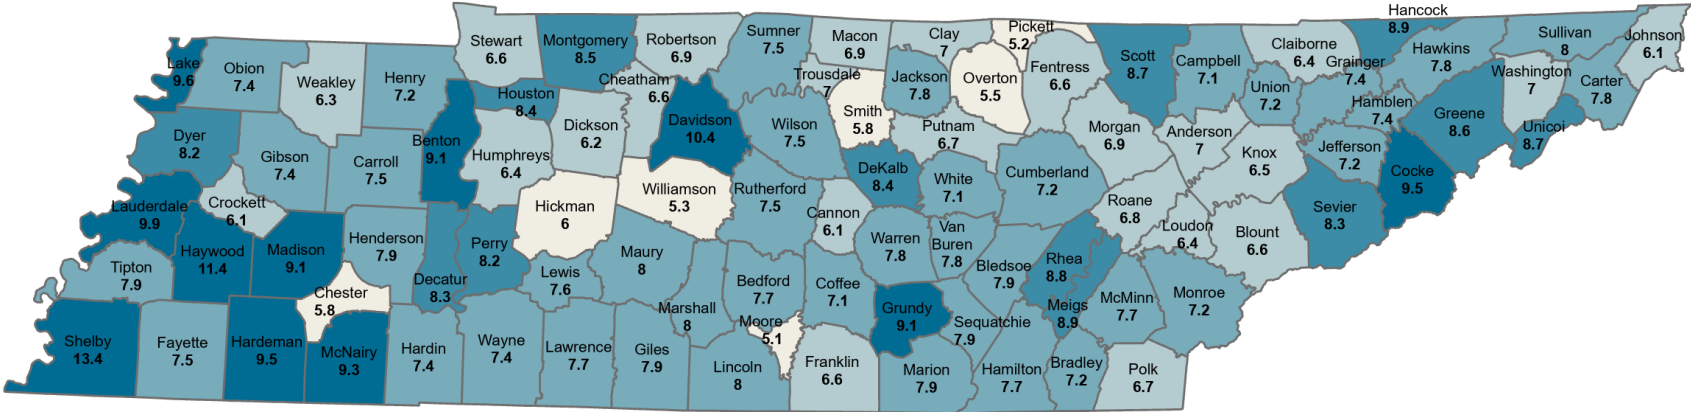 Lake
9.6
Obion
7.4
Weakley
6.3
Henry
7.2
Stewart
6.6
Montgomery
8.5
Robertson
6.9
Sumner
7.5
Macon
6.9
Clay
7
Pickett
5.2
Scott
8.7
Campbell
7.1
Claiborne
6.4
Hancock
8.9
Hawkins
7.8
Sullivan
8
Johnson
6.1
Houston
8.4
Cheatham
6.6
Trousdale
7
Jackson
7.8
Overton
5.5
Fentress
6.6
Union
7.2
Grainger
7.4
Hamblen
7.4
Washington
7
Carter
7.8
Dyer
8.2
Gibson
7.4
Carroll
7.5
Benton
9.1
Humphreys
6.4
Dickson
6.2
Davidson
10.4
Wilson
7.5
Smith
5.8
Putnam
6.7
Morgan
6.9
Anderson
7
Knox
6.5
Jefferson
7.2
Greene
8.6
Unicoi
8.7
Cocke
9.5
Lauderdale
9.9
Crockett
6.1
Hickman
6
Williamson
5.3
Rutherford
7.5
Cannon
6.1
DeKalb
8.4
White
7.1
Cumberland
7.2
Roane
6.8
Loudon
6.4
Blount
6.6
Sevier
8.3
Haywood
11.4
Madison
9.1
Henderson
7.9
Decatur
8.3
Perry
8.2
Lewis
7.6
Maury
8
Warren
7.8
Van
Buren
7.8
Bledsoe
7.9
Rhea
8.8
Tipton
7.9
Chester
5.8
Marshall
8
Bedford
7.7
Coffee
7.1
Grundy
9.1
Sequatchie
7.9
Meigs
8.9
McMinn
7.7
Monroe
7.2
Shelby
13.4
Fayette
7.5
Hardeman
9.5
McNairy
9.3
Hardin
7.4
Wayne
7.4
Lawrence
7.7
Giles
7.9
Lincoln
8
Moore
5.1
Franklin
6.6
Marion
7.9
Hamilton
7.7
Bradley
7.2
Polk
6.7